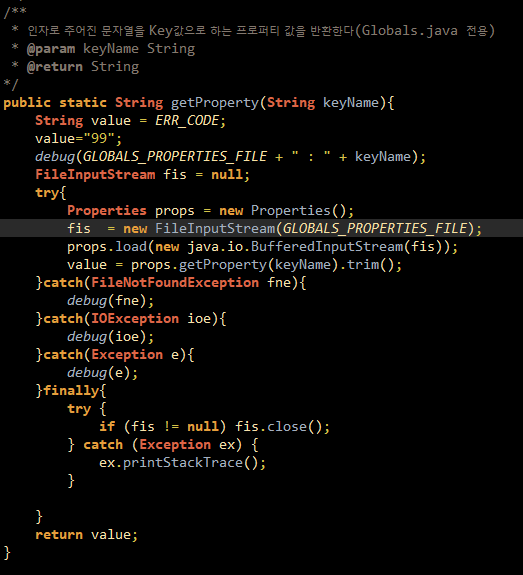 /**
 * 인자로 주어진 문자열을 Key값으로 하는 프로퍼티 값을 반환한다(Globals.java 전용)
 * @param keyName String
 * @return String
*/
public static String getProperty(String keyName){
    String value = ERR_CODE;
    value="99";
    debug(GLOBALS_PROPERTIES_FILE + " : " + keyName);
    FileInputStream fis = null;
    try{
        Properties props = new Properties();
        fis  = new FileInputStream(GLOBALS_PROPERTIES_FILE);
        props.load(new java.io.BufferedInputStream(fis));
        value = props.getProperty(keyName).trim();
    }catch(FileNotFoundException fne){
        debug(fne);
    }catch(IOException ioe){
        debug(ioe);
    }catch(Exception e){
        debug(e);
    }finally{
        try {
            if (fis != null) fis.close();
        } catch (Exception ex) {
            ex.printStackTrace();
        }

    }
    return value;
}